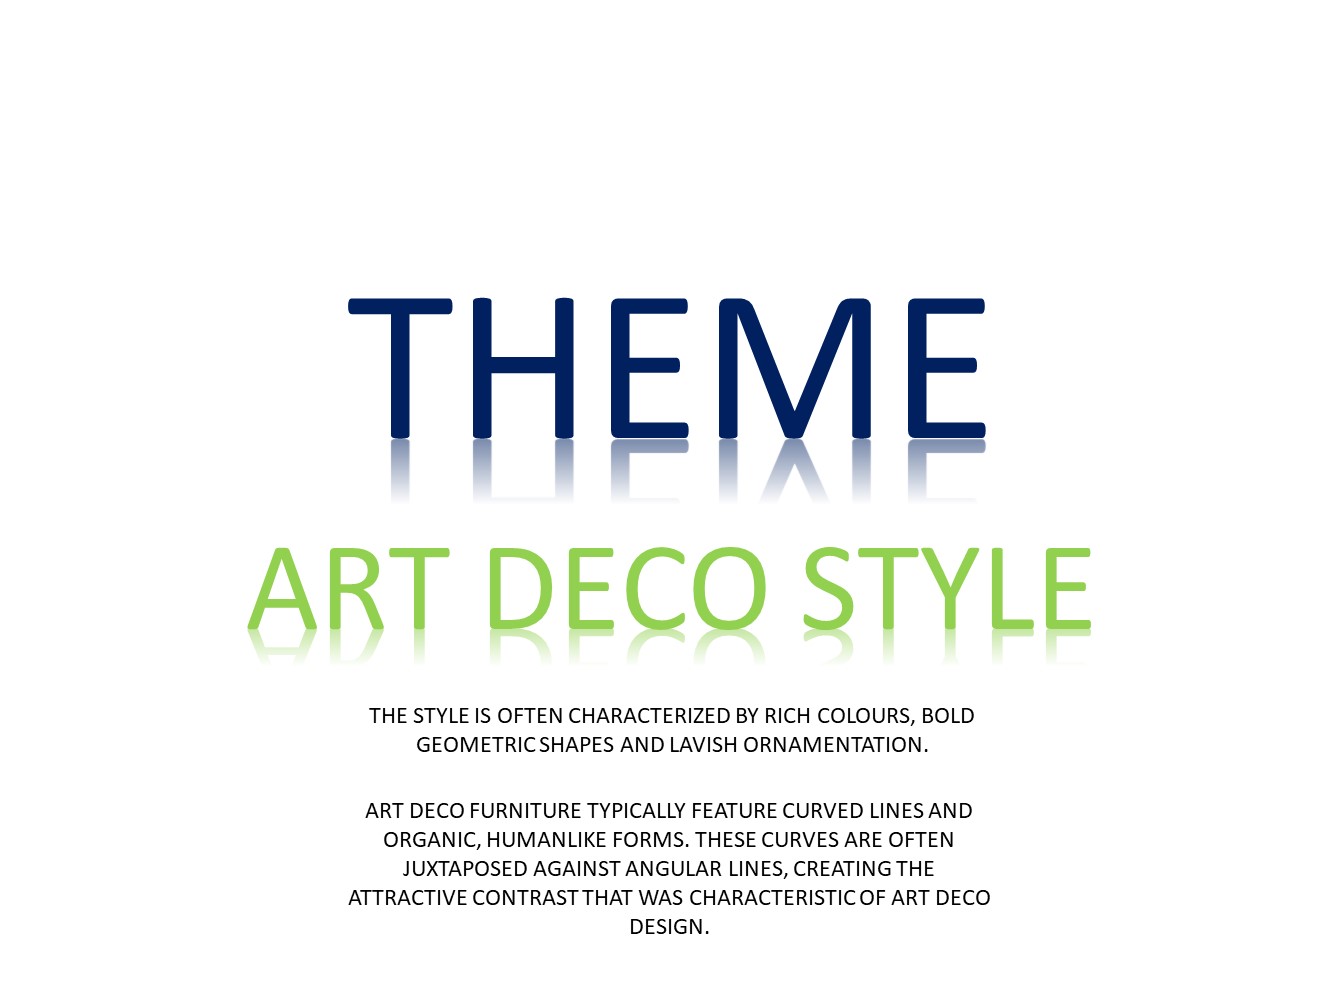 THEME
ART DECO STYLE
THE STYLE IS OFTEN CHARACTERIZED BY RICH COLOURS, BOLD
GEOMETRIC SHAPES AND LAVISH ORNAMENTATION.
ART DECO FURNITURE TYPICALLY FEATURE CURVED LINES AND
ORGANIC, HUMANLIKE FORMS. THESE CURVES ARE OFTEN
JUXTAPOSED AGAINST ANGULAR LINES, CREATING THE
ATTRACTIVE CONTRAST THAT WAS CHARACTERISTIC OF ART DECO
DESIGN.